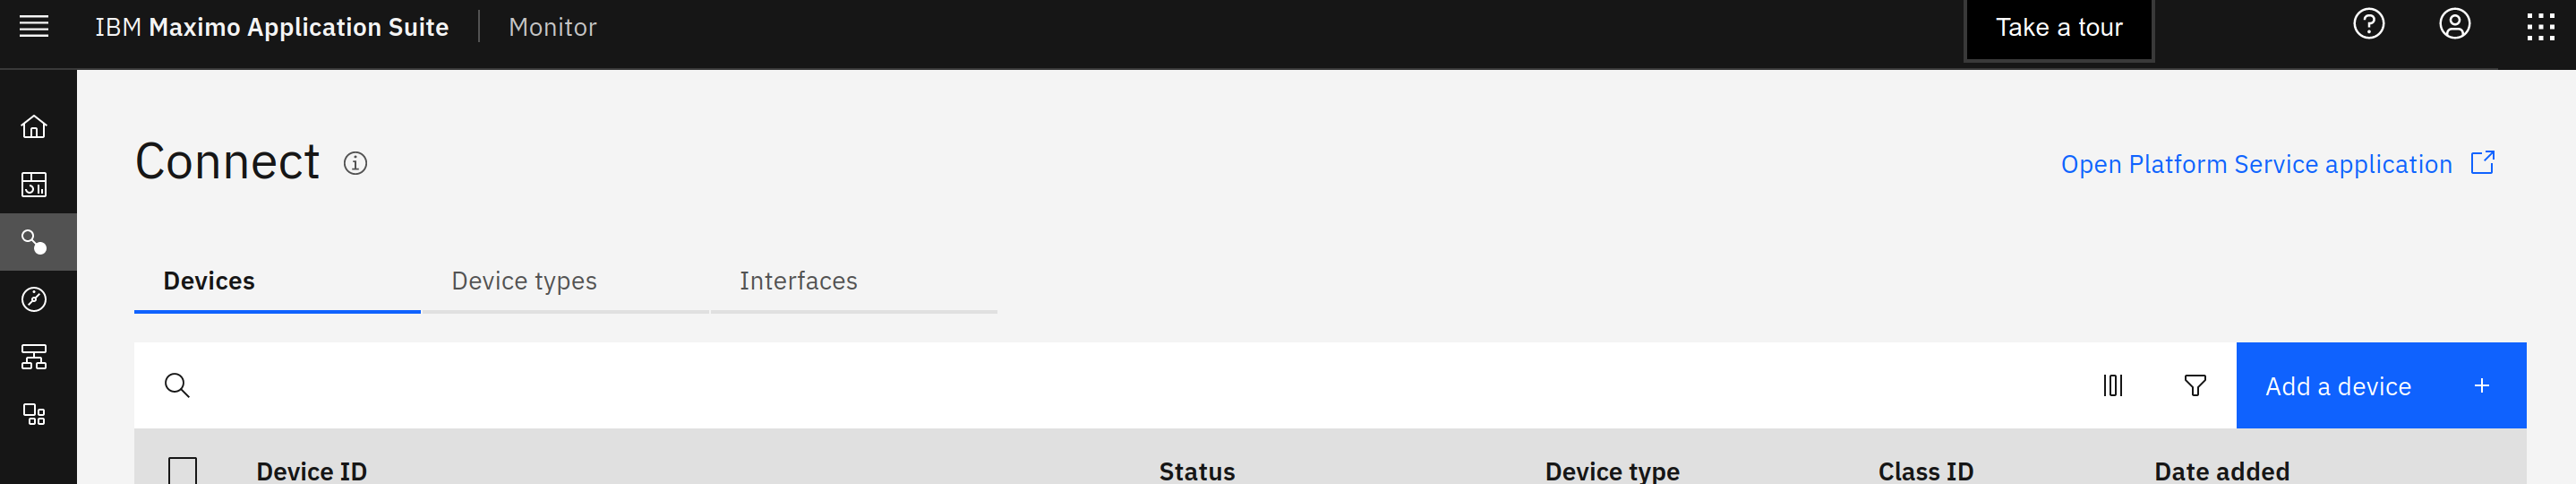 IBM Maximo Application Suite Monitor Take a tour
Connect Open Platform Service application
Devices Device types Interfaces
Add a device +
Device ID Status Device type Class ID Date added